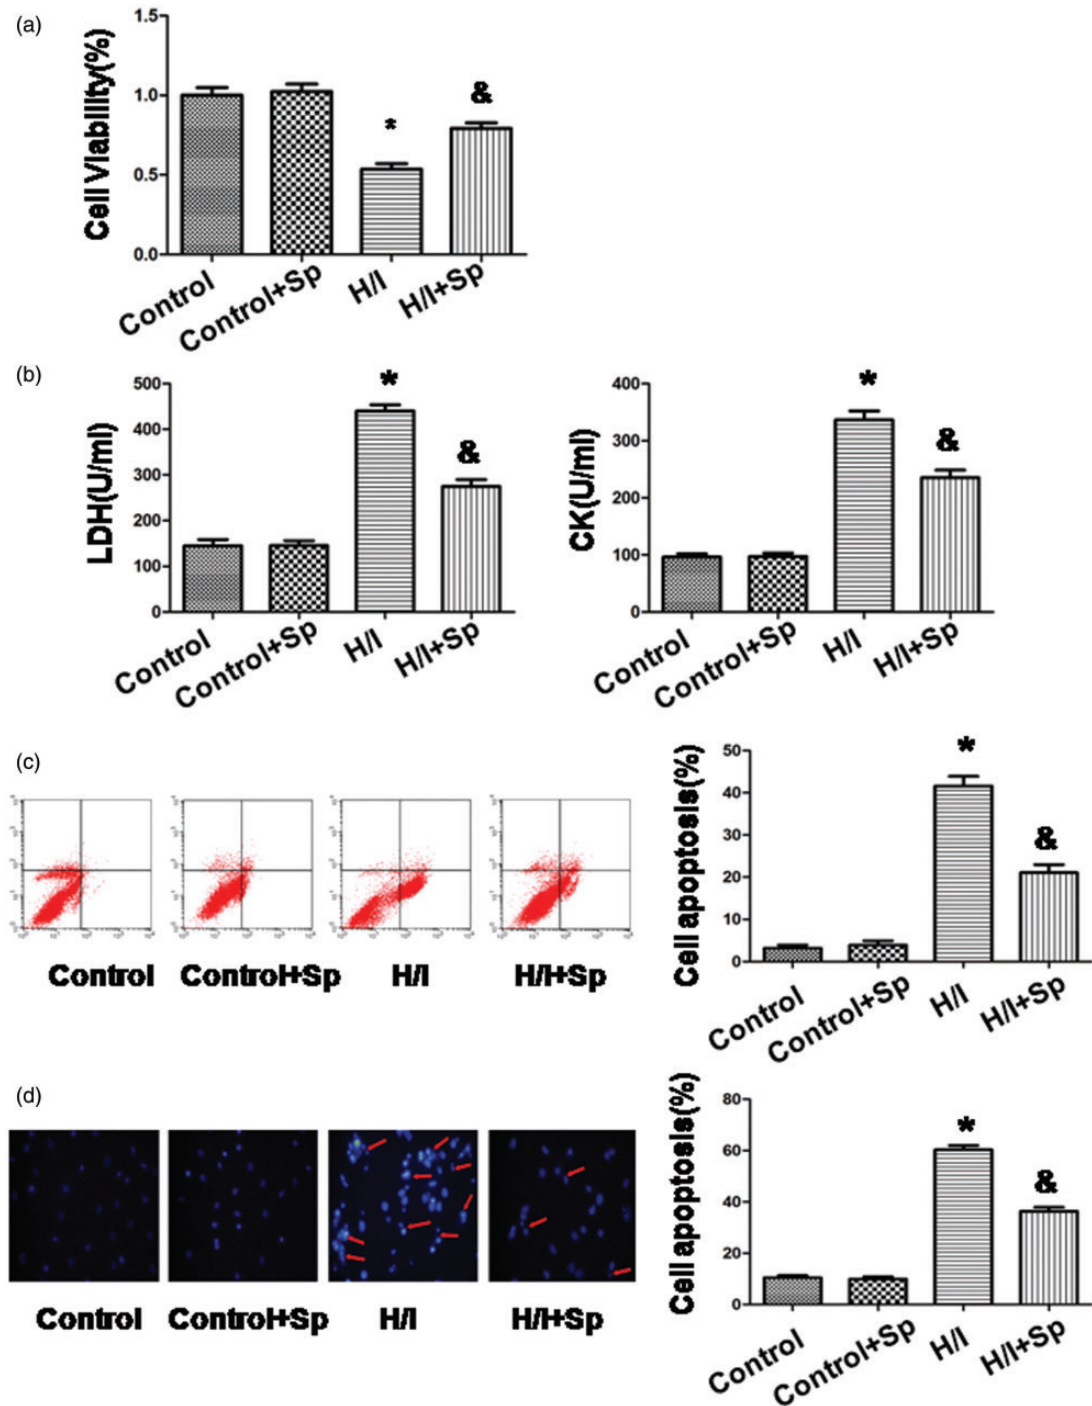 (a)
Cell Viability(%)
1.5
1.0
0.5
0.0
*
&
Control
Control+Sp
H/I
H/I+Sp
(b)
LDH(U/ml)
500
400
300
200
100
0
*
&
Control
Control+Sp
H/I
H/I+Sp
CK(U/ml)
400
300
200
100
0
*
&
Control
Control+Sp
H/I
H/I+Sp
(c)
Control
Control+Sp
H/I
H/I+Sp
Cell apoptosis(%)
50
40
30
20
10
0
*
&
Control
Control+Sp
H/I
H/I+Sp
(d)
Control
Control+Sp
H/I
H/I+Sp
Cell apoptosis(%)
80
60
40
20
0
*
&
Control
Control+Sp
H/I
H/I+Sp